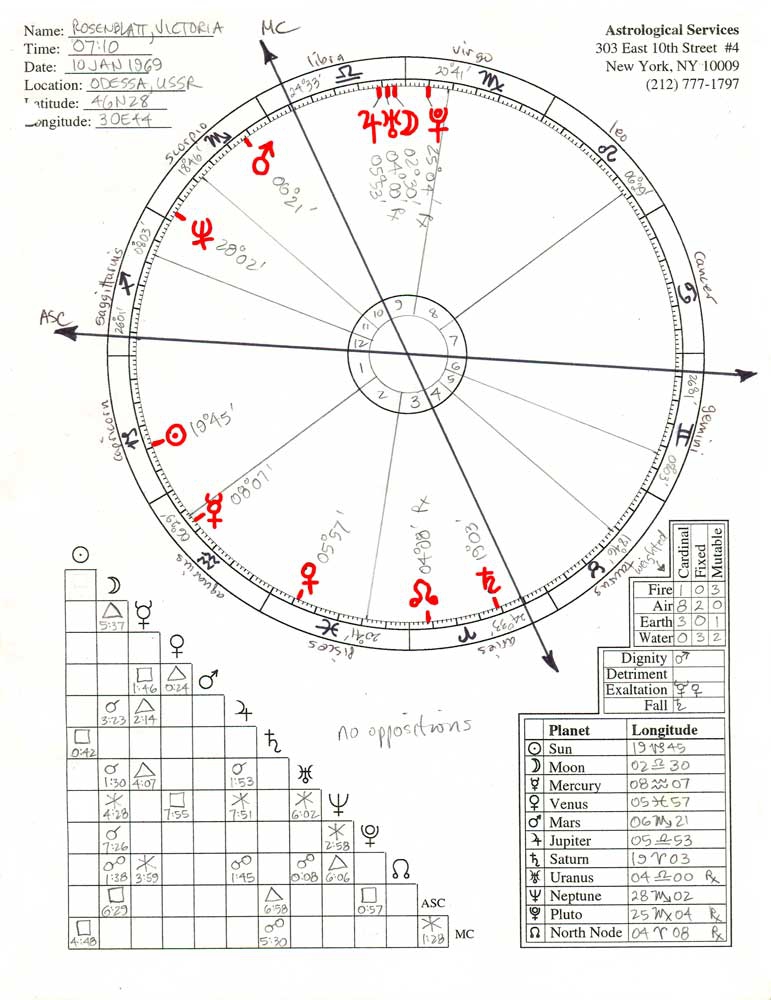 Name: ROSENBLATT, VICTORIA
Time: 07:10
Date: 10 JAN 1969
Location: ODESSA, USSR
Latitude: 46N28
Longitude: 30E44
Astrological Services
303 East 10th Street #4
New York, NY 10009
(212) 777-1797
MC
libra
virgo
24°33'
20°41'
leo
scorpio
18°46'
06°21'
05°53'
04°00' Rx
02°30'
25°04' Rx
cancer
0°03'
28°02'
saggittarius
ASC
26°01'
9
10
8
11
7
12
6
1
5
2
3
4
capricorn
19°45'
gemini
08°07'
aquarius
05°57'
Rx
19°03'
taurus
18°46'
pisces
20°41'
aries
24°33'
Cardinal
Fixed
Mutable
Fire 1 0 3
Air 8 2 0
Earth 3 0 1
Water 0 3 2
Dignity ♂
Detriment
Exaltation ☿ ♀
Fall ♄
no oppositions
5:37
1:46 0:24
3:23 2:14
0:42
1:30 4:07 1:53
4:28 7:55 7:51 6:02
7:26 2:58
1:38 3:59 1:45 0:08 6:06
6:29 6:58 0:57 ASC
4:48 5:30 1:28 MC
Planet Longitude
☉ Sun 19 ♑ 45
☽ Moon 02 ♎ 30
☿ Mercury 08 ♒ 07
♀ Venus 05 ♓ 57
♂ Mars 06 ♏ 21
♃ Jupiter 05 ♎ 53
♄ Saturn 19 ♈ 03
♅ Uranus 04 ♎ 00 Rx
♆ Neptune 28 ♏ 02
♇ Pluto 25 ♍ 04 Rx
☊ North Node 04 ♈ 08 Rx